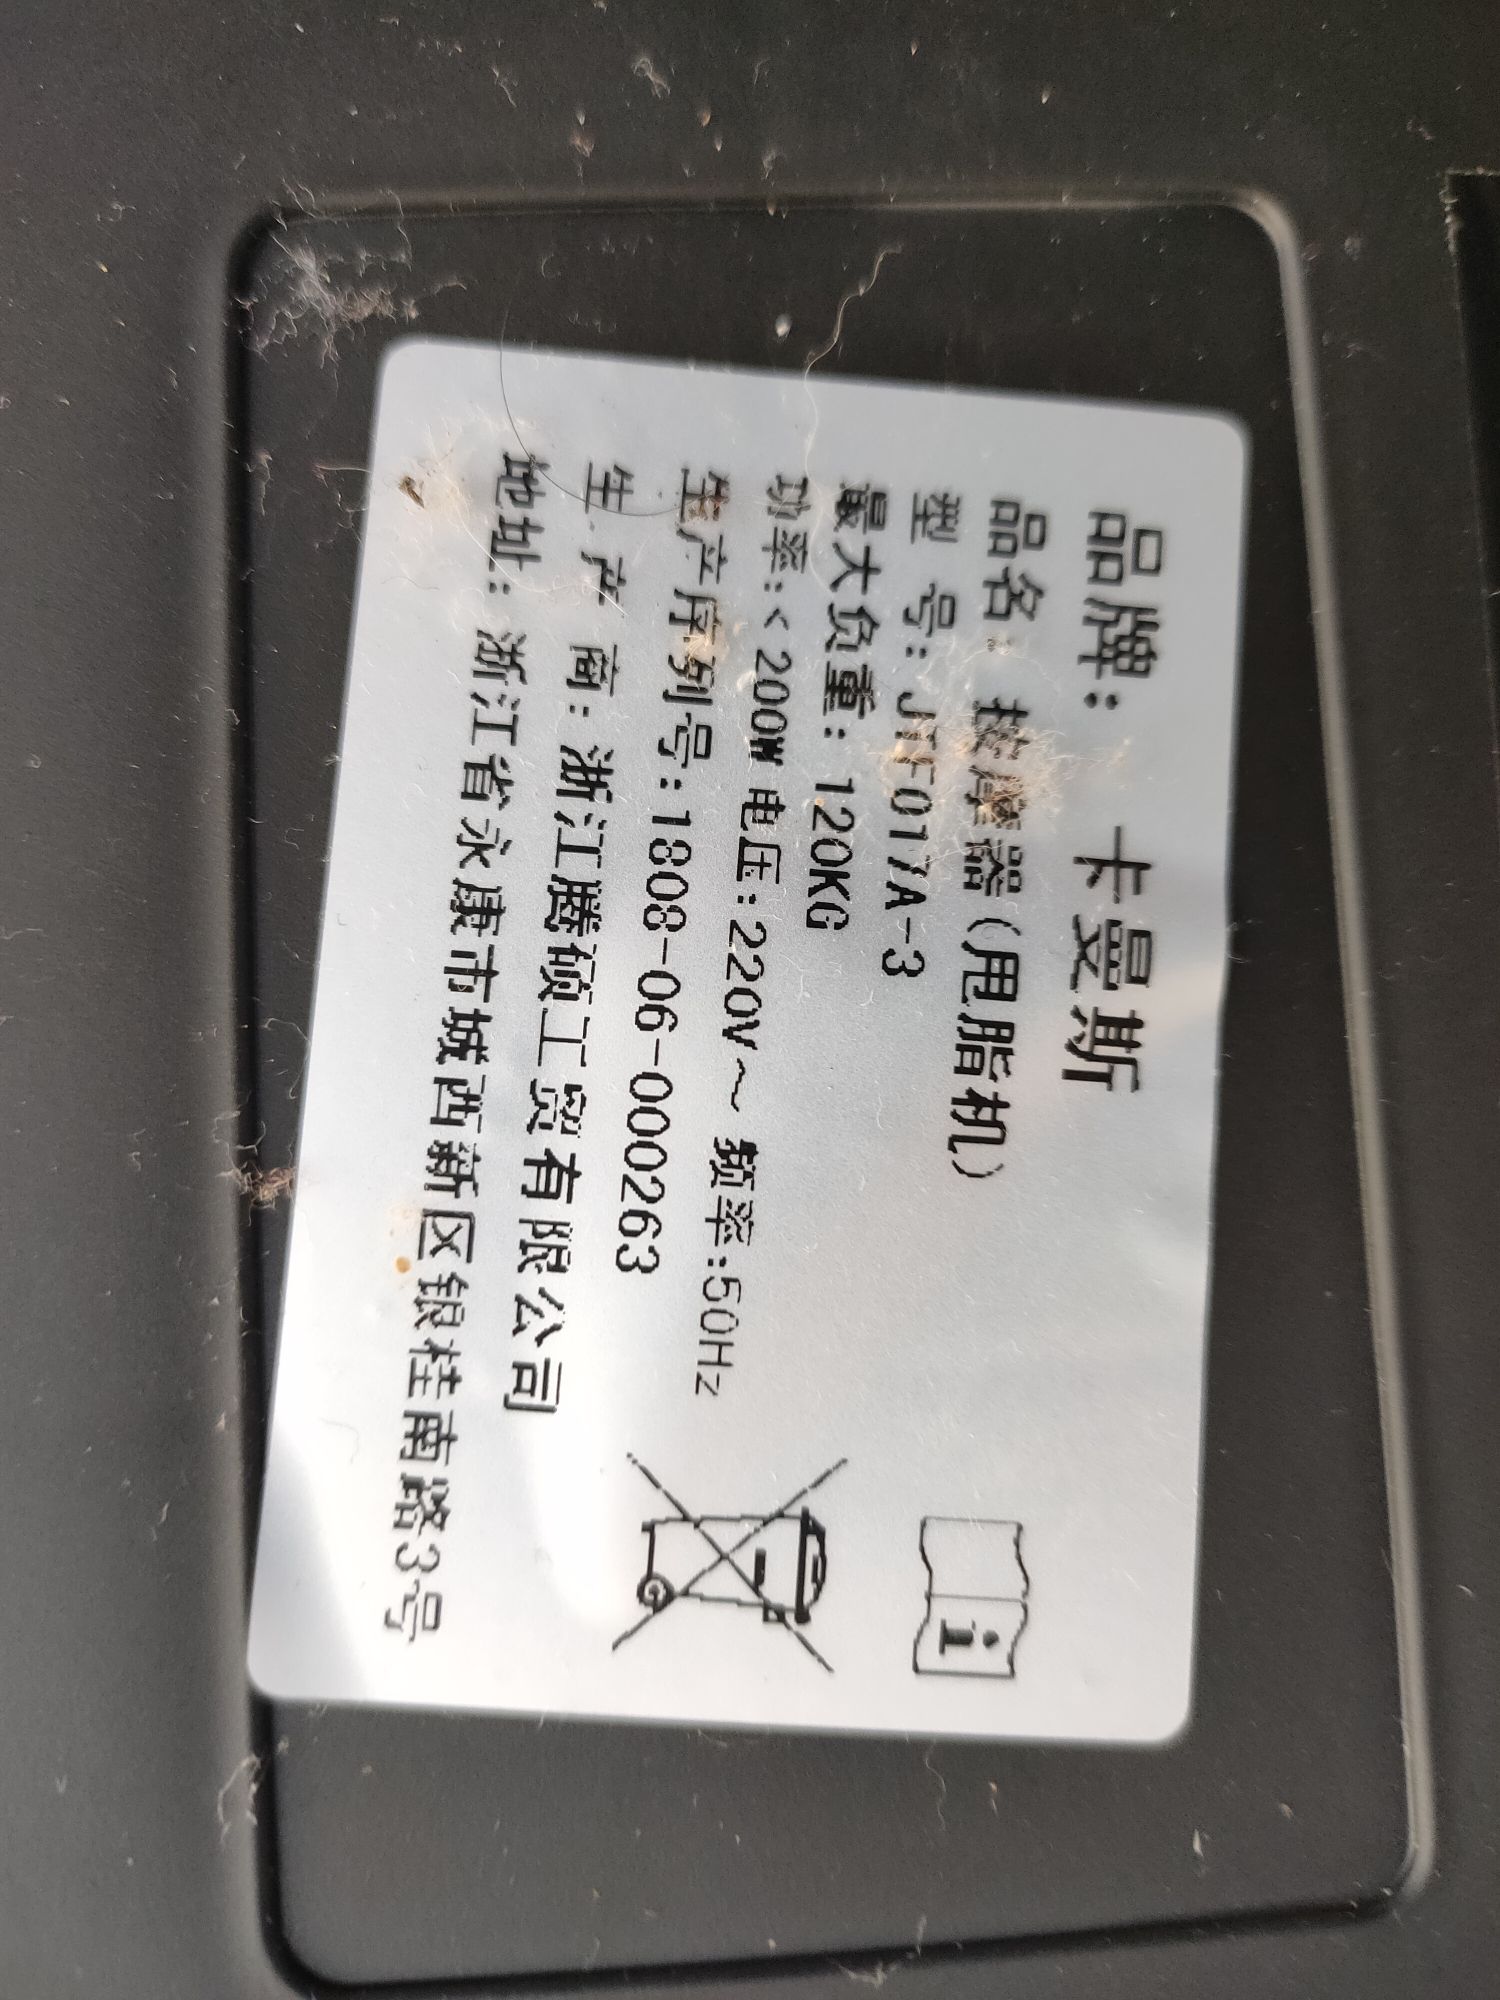 品牌： 卡曼斯
品名：按摩器（甩脂机）
型 号：JFF017A-3
最大负重：120KG
功率：<200W 电压：220V～ 频率：50Hz
生产序列号：1808-06-000263
生 产 商：浙江腾硕工贸有限公司
地址：浙江省永康市城西新区银桂南路3号